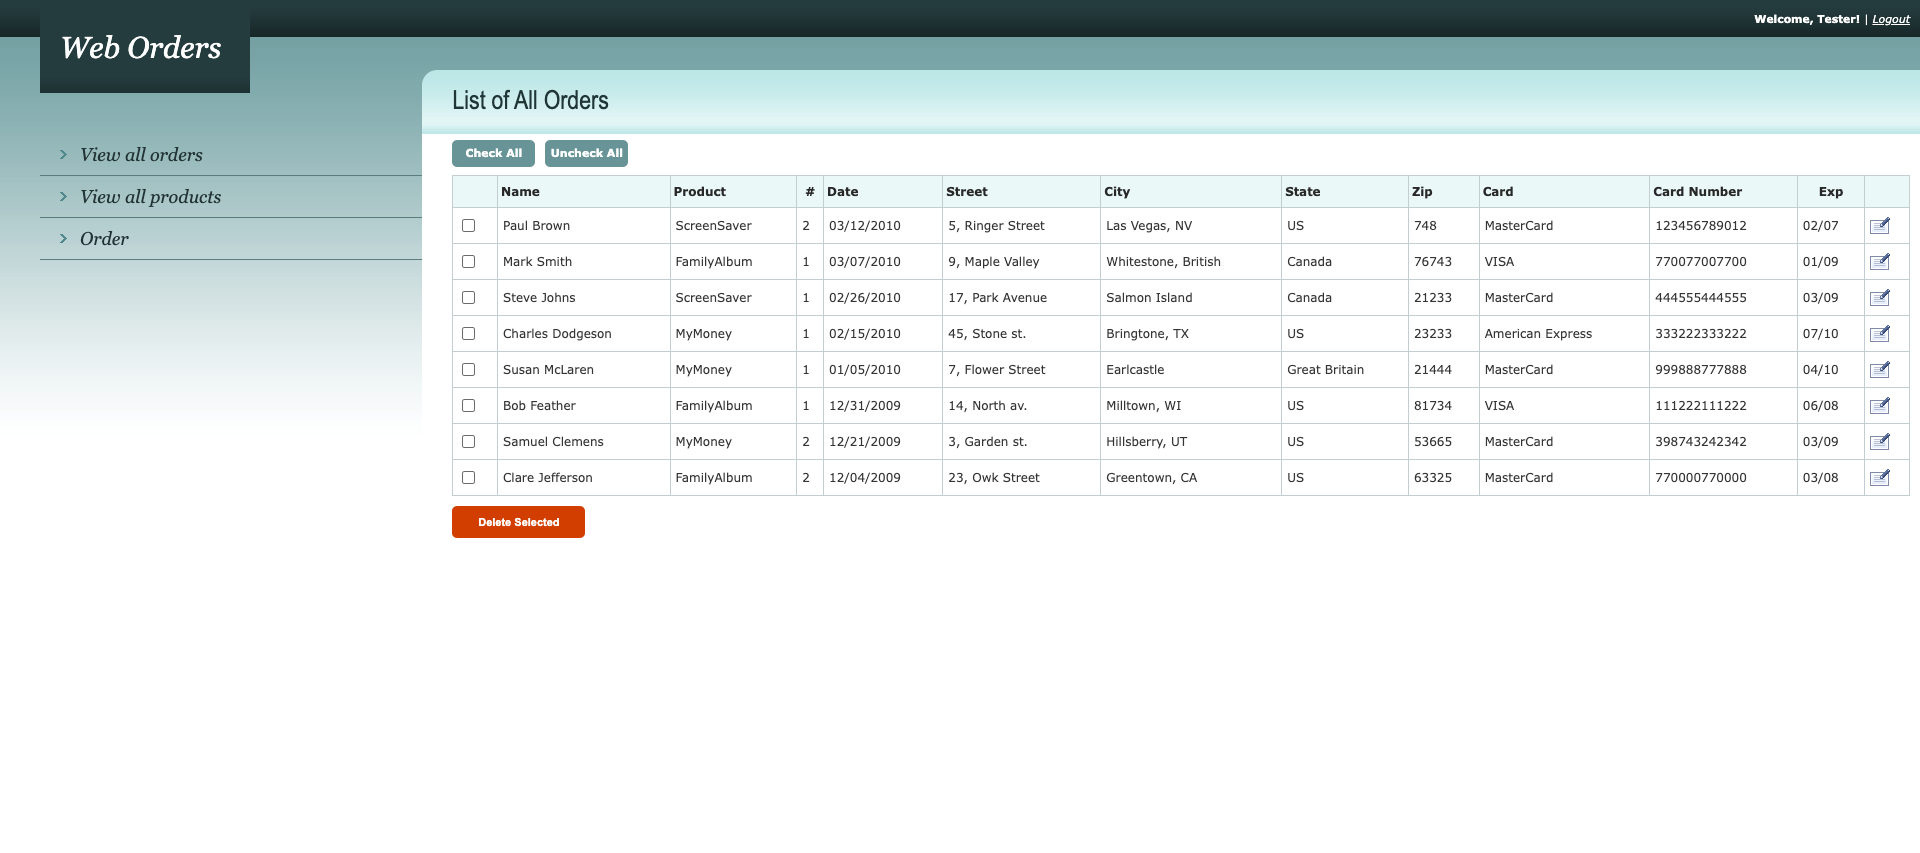 Welcome, Tester! | Logout
Web Orders
View all orders
View all products
Order
List of All Orders
Check All Uncheck All
Name Product # Date Street City State Zip Card Card Number Exp
Paul Brown ScreenSaver 2 03/12/2010 5, Ringer Street Las Vegas, NV US 748 MasterCard 123456789012 02/07
Mark Smith FamilyAlbum 1 03/07/2010 9, Maple Valley Whitestone, British Canada 76743 VISA 770077007700 01/09
Steve Johns ScreenSaver 1 02/26/2010 17, Park Avenue Salmon Island Canada 21233 MasterCard 444555444555 03/09
Charles Dodgeson MyMoney 1 02/15/2010 45, Stone st. Bringtone, TX US 23233 American Express 333222333222 07/10
Susan McLaren MyMoney 1 01/05/2010 7, Flower Street Earlcastle Great Britain 21444 MasterCard 999888777888 04/10
Bob Feather FamilyAlbum 1 12/31/2009 14, North av. Milltown, WI US 81734 VISA 111222111222 06/08
Samuel Clemens MyMoney 2 12/21/2009 3, Garden st. Hillsberry, UT US 53665 MasterCard 398743242342 03/09
Clare Jefferson FamilyAlbum 2 12/04/2009 23, Owk Street Greentown, CA US 63325 MasterCard 770000770000 03/08
Delete Selected